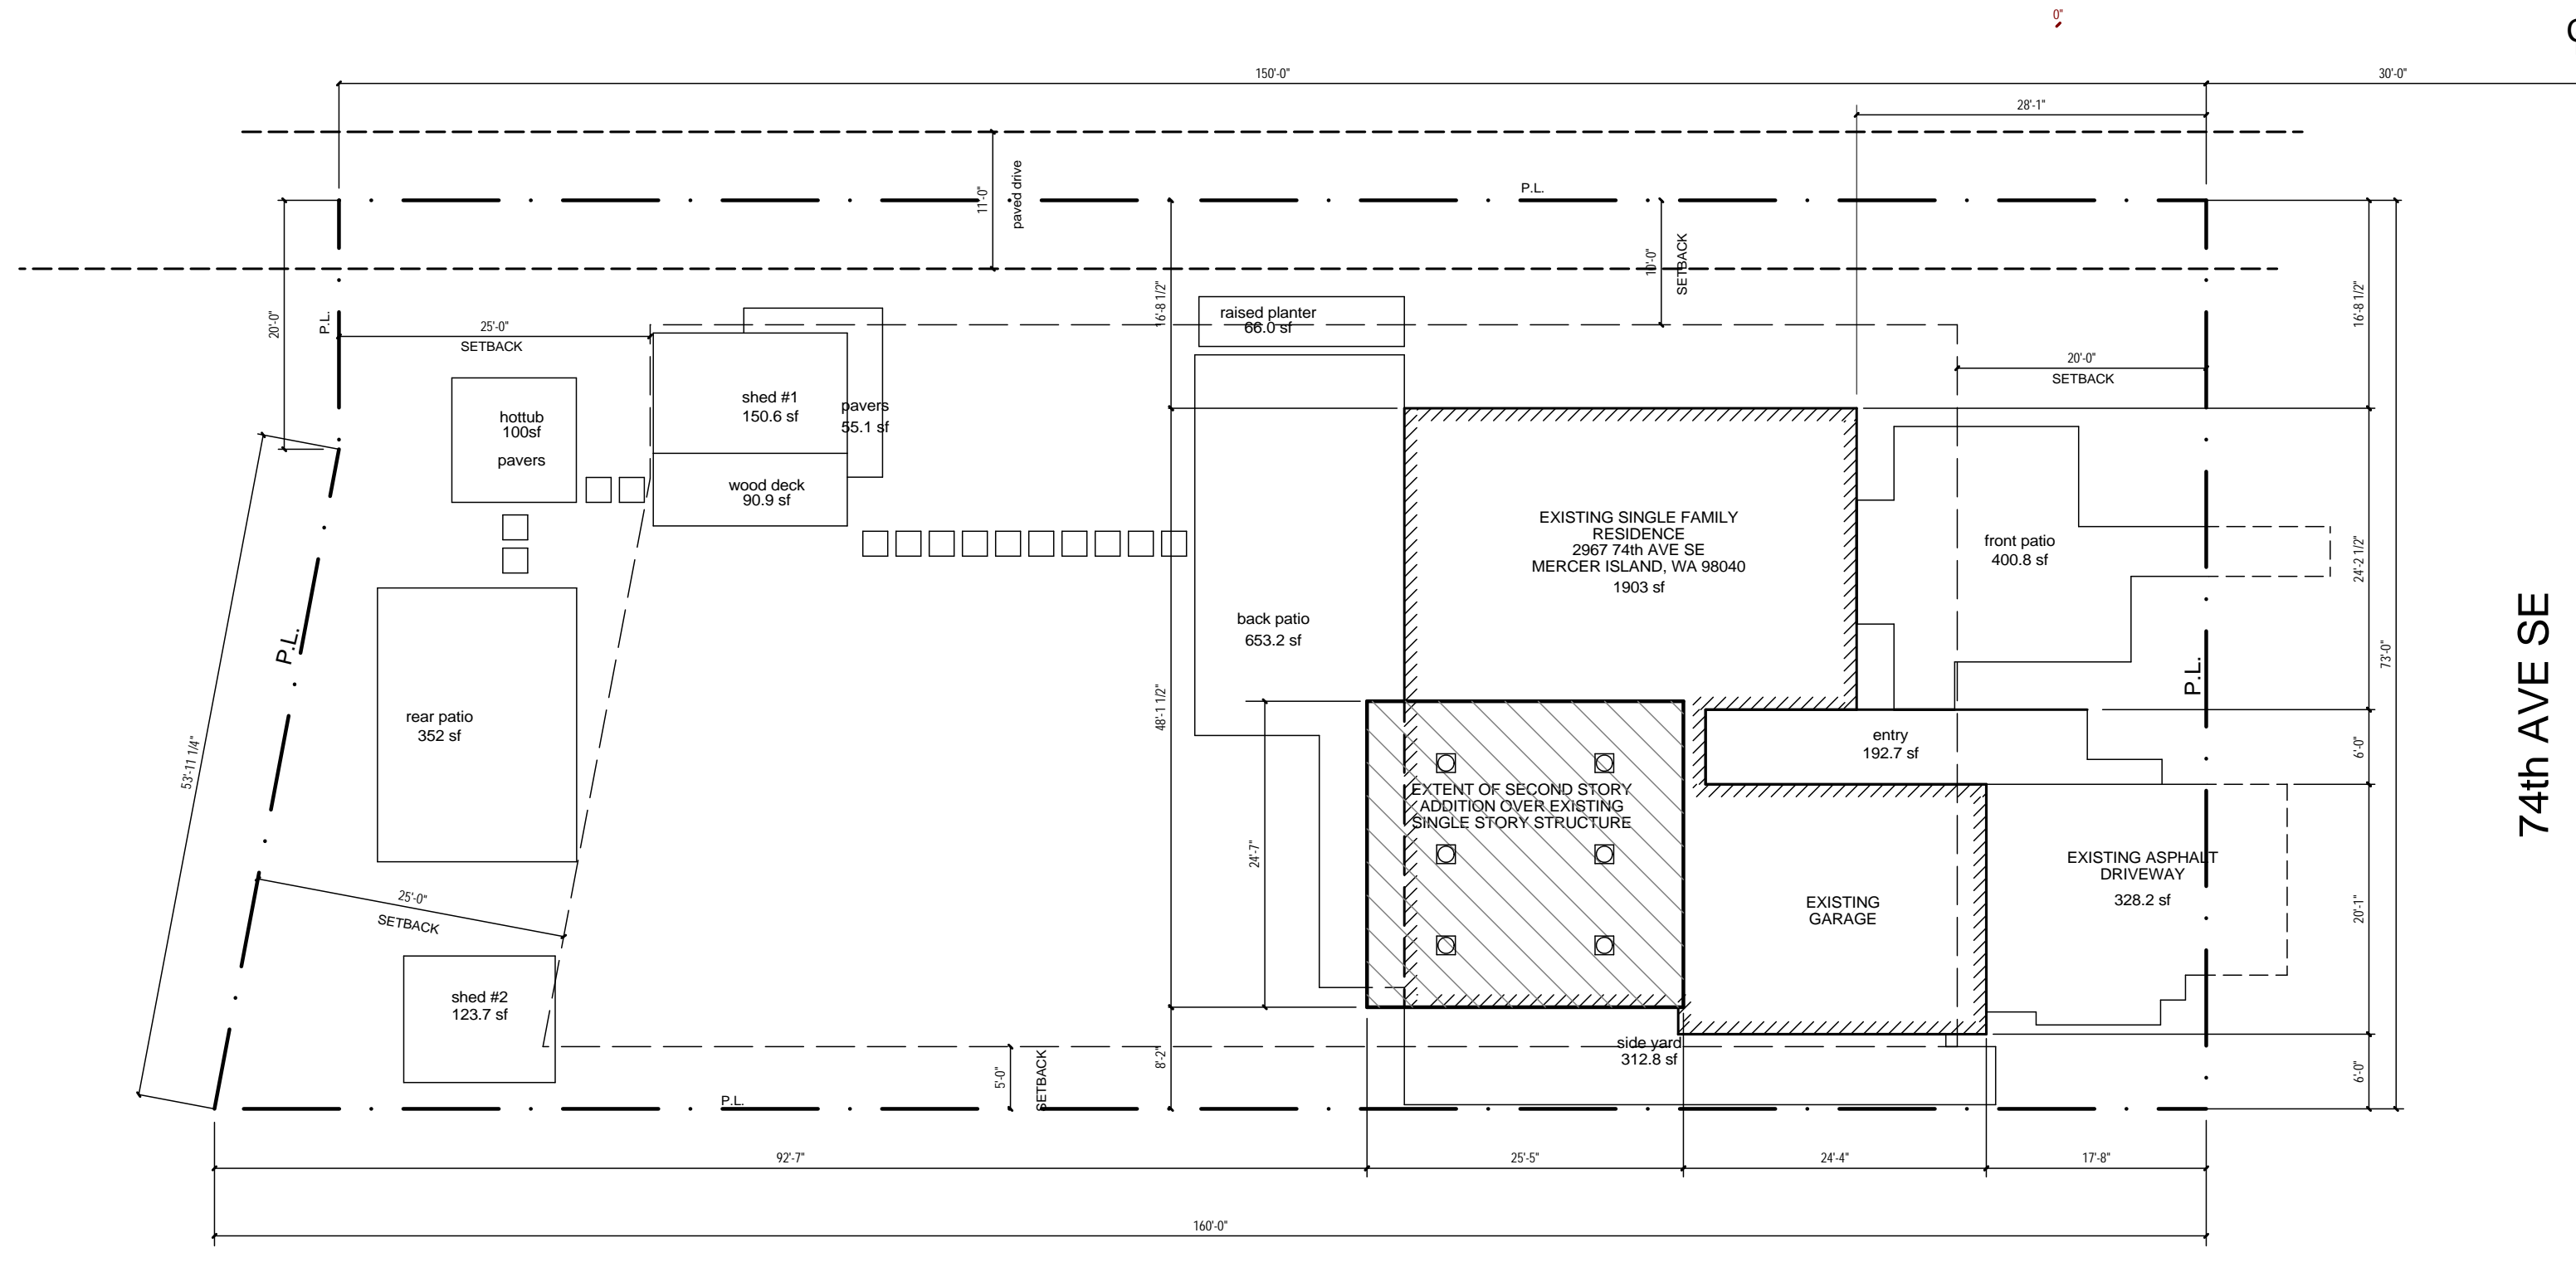 0"
150'-0"
30'-0"
28'-1"
P.L.
11'-0"
paved drive
10'-0"
SETBACK
16'-8 1/2"
16'-8 1/2"
20'-0"
P.L.
25'-0"
SETBACK
raised planter
66.0 sf
20'-0"
SETBACK
shed #1
150.6 sf
pavers
55.1 sf
hottub
100sf
pavers
wood deck
90.9 sf
EXISTING SINGLE FAMILY
RESIDENCE
2967 74th AVE SE
MERCER ISLAND, WA 98040
1903 sf
front patio
400.8 sf
24'-2 1/2"
73'-0"
74th AVE SE
P.L.
P.L.
back patio
653.2 sf
48'-1 1/2"
rear patio
352 sf
53'-11 1/4"
entry
192.7 sf
6'-0"
EXTENT OF SECOND STORY
ADDITION OVER EXISTING
SINGLE STORY STRUCTURE
24'-7"
EXISTING ASPHALT
DRIVEWAY
328.2 sf
EXISTING
GARAGE
20'-1"
25'-0"
SETBACK
shed #2
123.7 sf
side yard
312.8 sf
8'-2"
5'-0"
SETBACK
6'-0"
P.L.
92'-7"
25'-5"
24'-4"
17'-8"
160'-0"